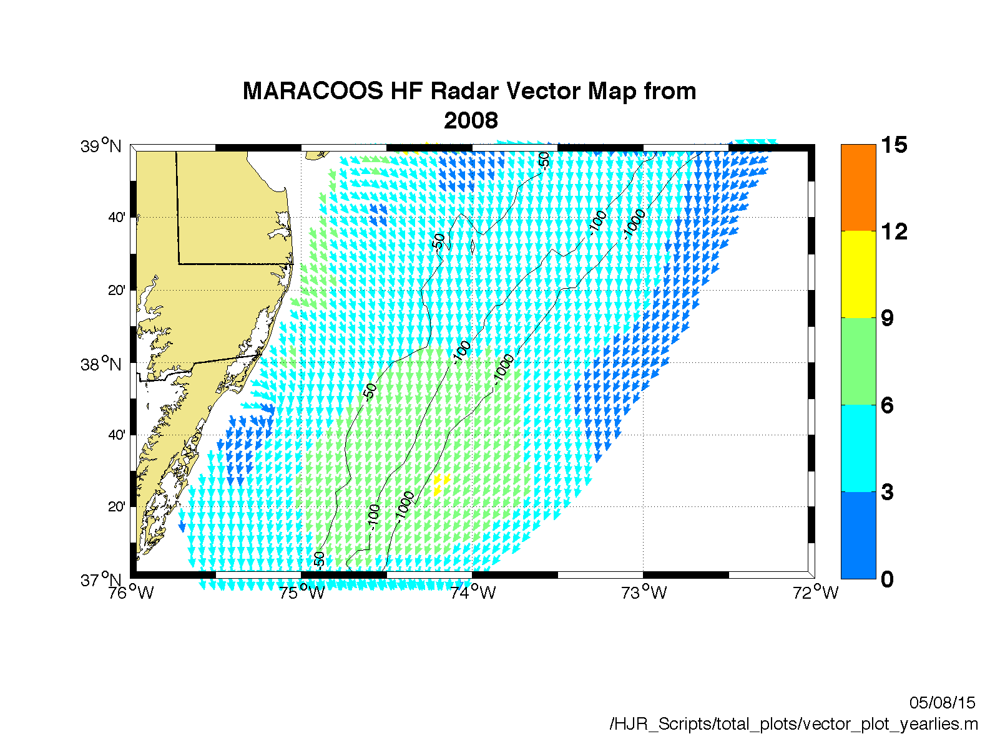 MARACOOS HF Radar Vector Map from
2008
39°N
40'
20'
38°N
40'
20'
37°N
76°W
75°W
74°W
73°W
72°W
-50
-50
-100
-1000
-100
-1000
-50
-1000
-100
-50
15
12
9
6
3
0
05/08/15
/HJR_Scripts/total_plots/vector_plot_yearlies.m